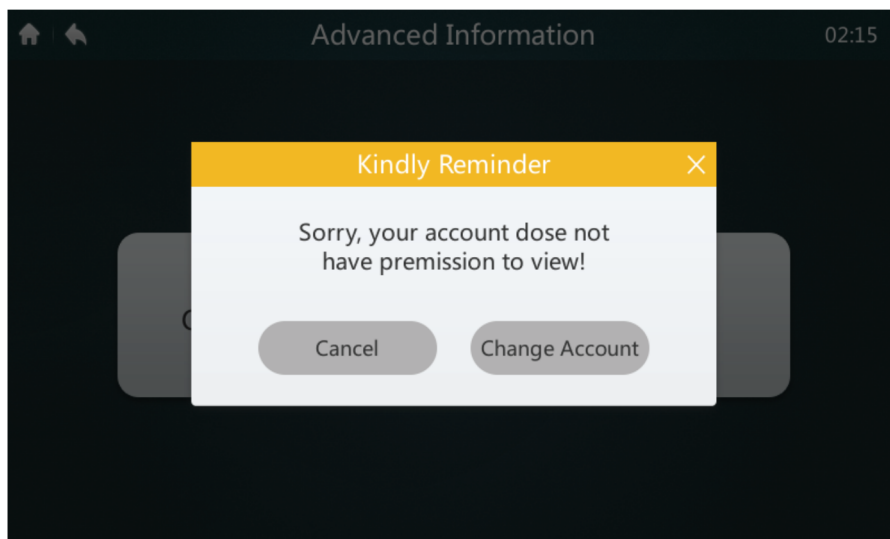 Advanced Information
02:15
Kindly Reminder
Sorry, your account dose not
have premission to view!
Cancel
Change Account